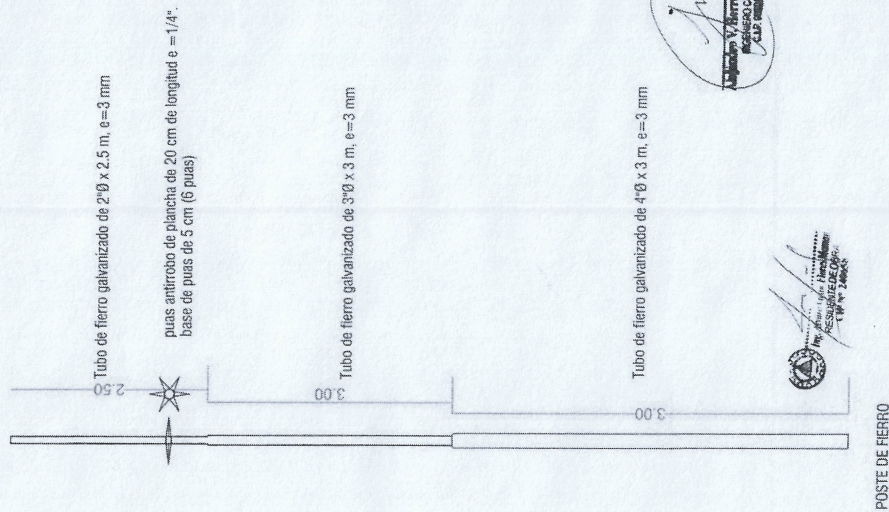 Tubo de fierro galvanizado de 2"Ø x 2.5 m, e=3 mm
puas antirrobo de plancha de 20 cm de longitud e =1/4".
base de puas de 5 cm (6 puas)
2.50
Tubo de fierro galvanizado de 3"Ø x 3 m, e=3 mm
3.00
Tubo de fierro galvanizado de 4"Ø x 3 m, e=3 mm
3.00
Ing.
RESIDENTE DE OBRA
POSTE DE FIERRO